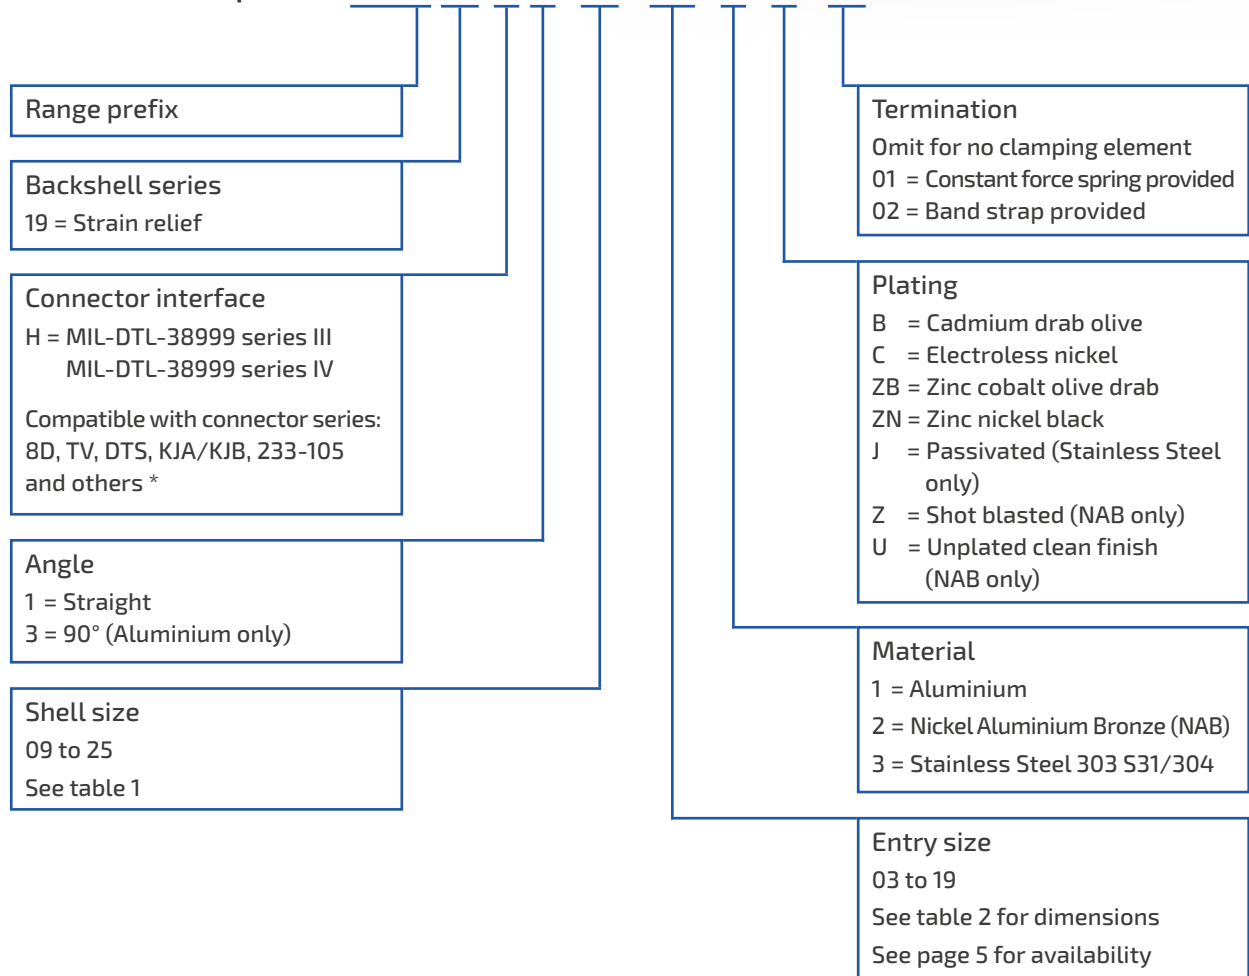 Range prefix
Backshell series
19 = Strain relief
Connector interface
H = MIL-DTL-38999 series III
MIL-DTL-38999 series IV
Compatible with connector series:
8D, TV, DTS, KJA/KJB, 233-105
and others *
Angle
1 = Straight
3 = 90° (Aluminium only)
Shell size
09 to 25
See table 1
Termination
Omit for no clamping element
01 = Constant force spring provided
02 = Band strap provided
Plating
B = Cadmium drab olive
C = Electroless nickel
ZB = Zinc cobalt olive drab
ZN = Zinc nickel black
J = Passivated (Stainless Steel
only)
Z = Shot blasted (NAB only)
U = Unplated clean finish
(NAB only)
Material
1 = Aluminium
2 = Nickel Aluminium Bronze (NAB)
3 = Stainless Steel 303 S31/304
Entry size
03 to 19
See table 2 for dimensions
See page 5 for availability